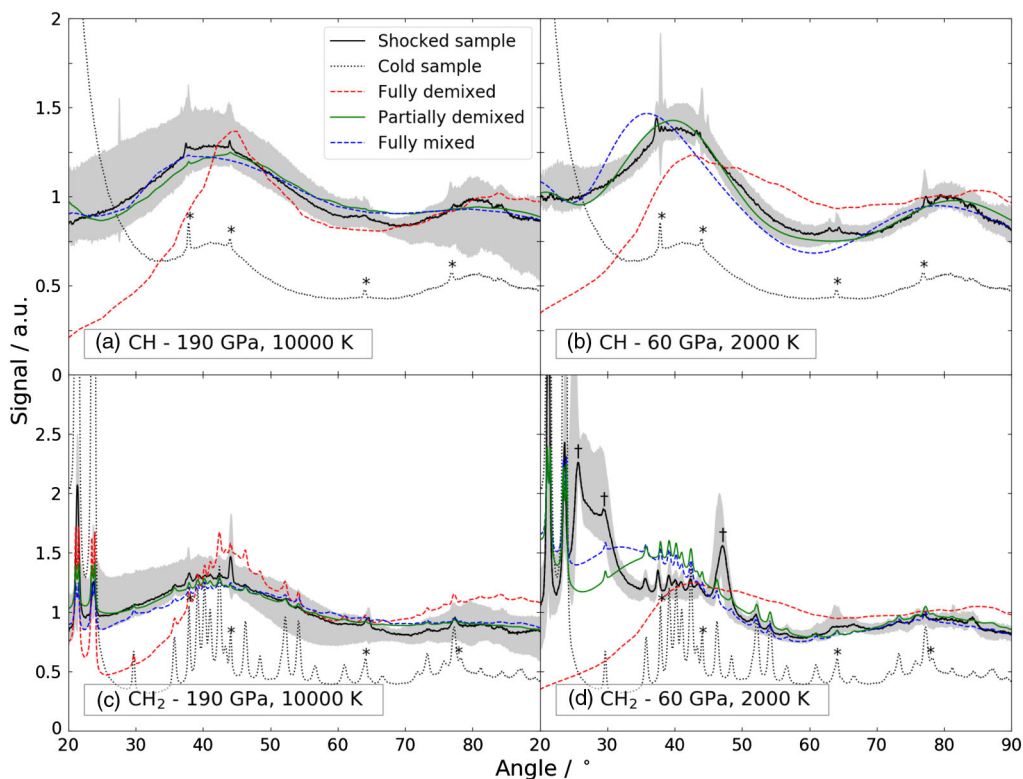 2
1.5
1
0.5
0
Shocked sample
Cold sample
Fully demixed
Partially demixed
Fully mixed
*
*
*
*
(a) CH - 190 GPa, 10000 K
*
*
*
*
(b) CH - 60 GPa, 2000 K
Signal / a.u.
2.5
2
1.5
1
0.5
0
*
*
*
*
(c) CH₂ - 190 GPa, 10000 K
†
†
†
*
*
*
*
(d) CH₂ - 60 GPa, 2000 K
20 30 40 50 60 70 80 20 30 40 50 60 70 80 90
Angle / °